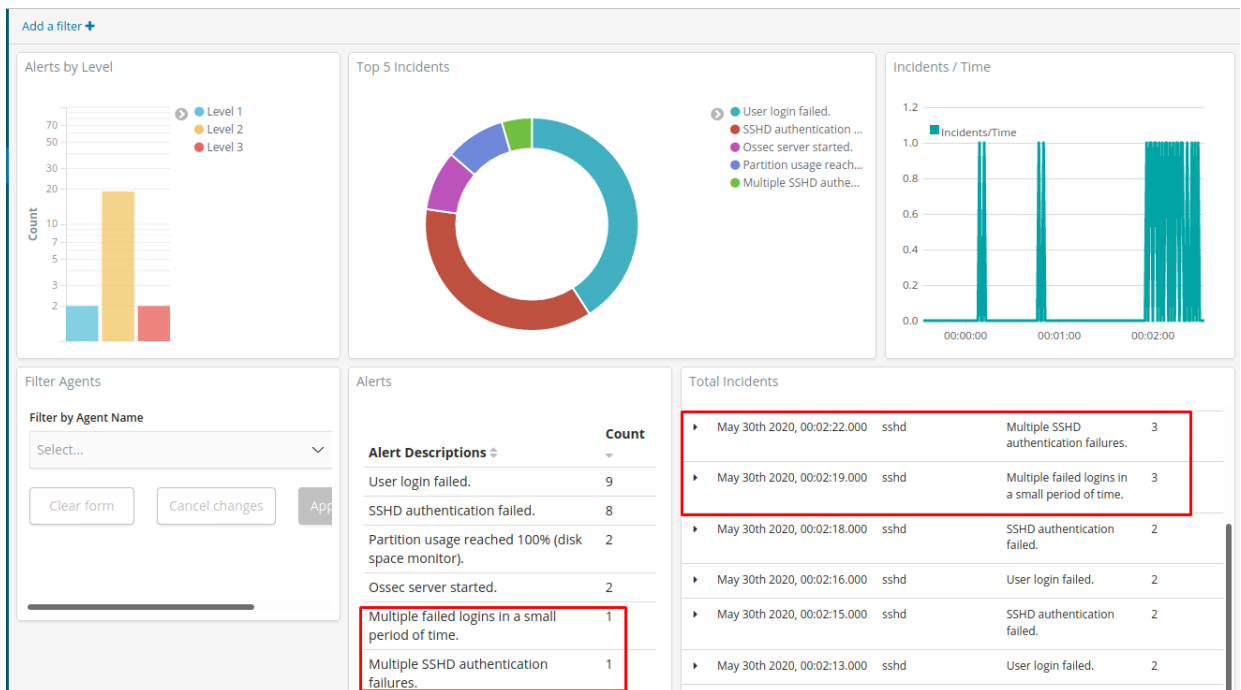 Add a filter +
Alerts by Level
70
50
30
20
10
7
5
3
2
Count
Level 1
Level 2
Level 3
Top 5 Incidents
User login failed.
SSHD authentication ...
Ossec server started.
Partition usage reach...
Multiple SSHD authe...
Incidents / Time
1.2
1.0
0.8
0.6
0.4
0.2
0.0
Incidents/Time
00:00:00 00:01:00 00:02:00
Filter Agents
Filter by Agent Name
Select...
Clear form Cancel changes App
Alerts
Alert Descriptions Count
User login failed. 9
SSHD authentication failed. 8
Partition usage reached 100% (disk 2
space monitor).
Ossec server started. 2
Multiple failed logins in a small 1
period of time.
Multiple SSHD authentication 1
failures.
Total Incidents
May 30th 2020, 00:02:22.000 sshd Multiple SSHD 3
authentication failures.
May 30th 2020, 00:02:19.000 sshd Multiple failed logins in 3
a small period of time.
May 30th 2020, 00:02:18.000 sshd SSHD authentication 2
failed.
May 30th 2020, 00:02:16.000 sshd User login failed. 2
May 30th 2020, 00:02:15.000 sshd SSHD authentication 2
failed.
May 30th 2020, 00:02:13.000 sshd User login failed. 2